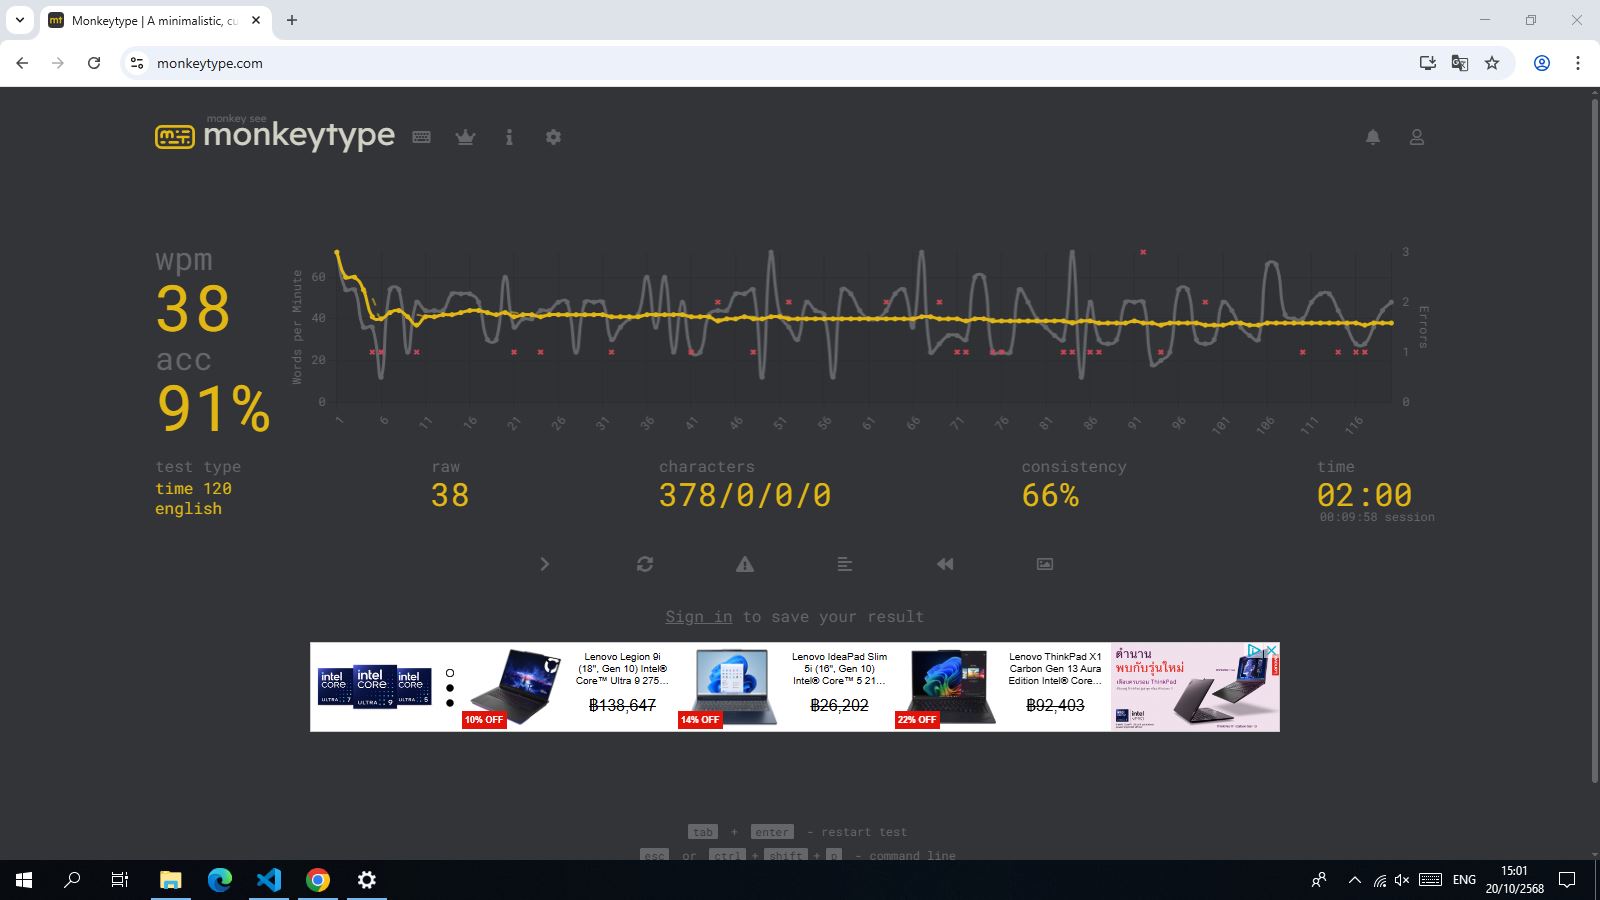 Monkeytype | A minimalistic, cu
monkeytype.com
monkey see
monkeytype
wpm
38
acc
91%
Words per Minute
60
40
20
0
3
2
1
0
Errors
1 6 11 16 21 26 31 36 41 46 51 56 61 66 71 76 81 86 91 96 101 106 111 116
test type
time 120
english
raw
38
characters
378/0/0/0
consistency
66%
time
02:00
00:09:58 session
Sign in to save your result
intel CORE ULTRA 7
intel CORE ULTRA 9
intel CORE ULTRA 5
10% OFF
Lenovo Legion 9i
(18", Gen 10) Intel®
Core™ Ultra 9 275...
฿138,647
14% OFF
Lenovo IdeaPad Slim
5i (16", Gen 10)
Intel® Core™ 5 21...
฿26,202
22% OFF
Lenovo ThinkPad X1
Carbon Gen 13 Aura
Edition Intel® Core...
฿92,403
ตำนาน
พบกับรุ่นใหม่
intel
tab + enter - restart test
esc or ctrl + shift + p - command line
ENG
15:01
20/10/2568